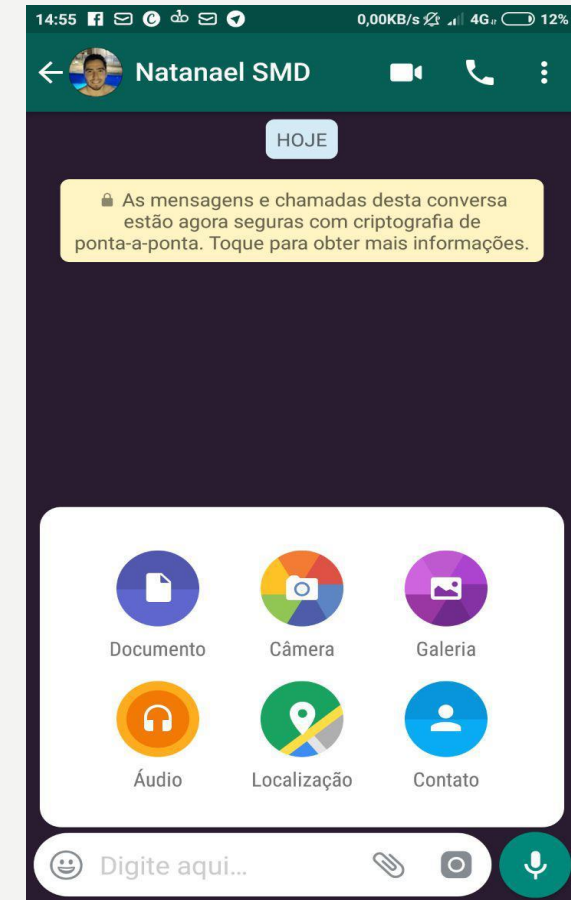 14:55 0,00KB/s 4G 12%
Natanael SMD
HOJE
As mensagens e chamadas desta conversa
estão agora seguras com criptografia de
ponta-a-ponta. Toque para obter mais informações.
Documento Câmera Galeria
Áudio Localização Contato
Digite aqui...